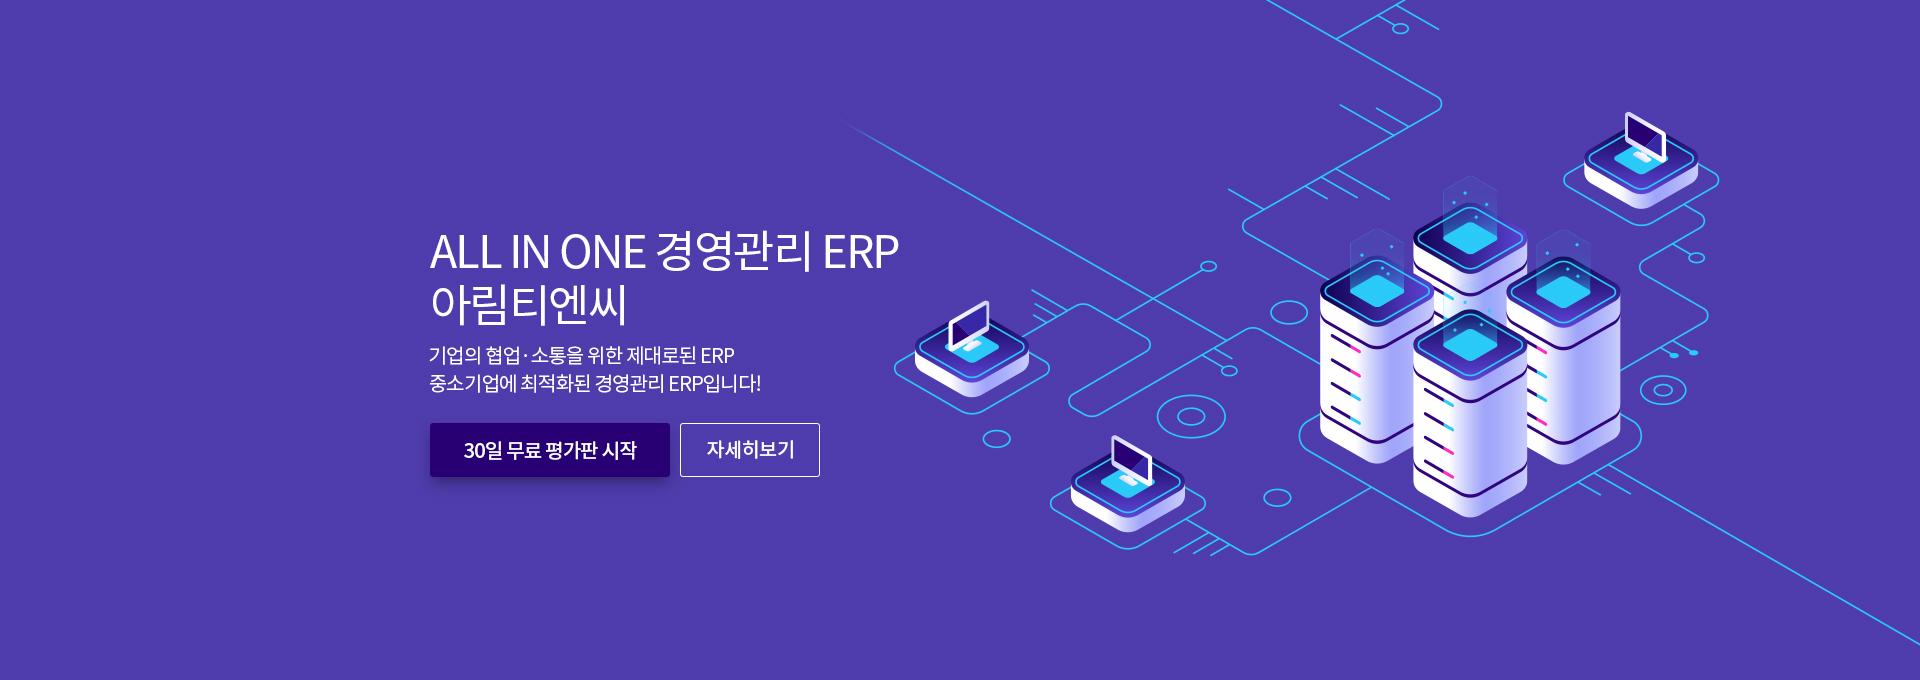 ALL IN ONE 경영관리 ERP
아림티엔씨
기업의 협업·소통을 위한 제대로된 ERP
중소기업에 최적화된 경영관리 ERP입니다!
30일 무료 평가판 시작
자세히보기